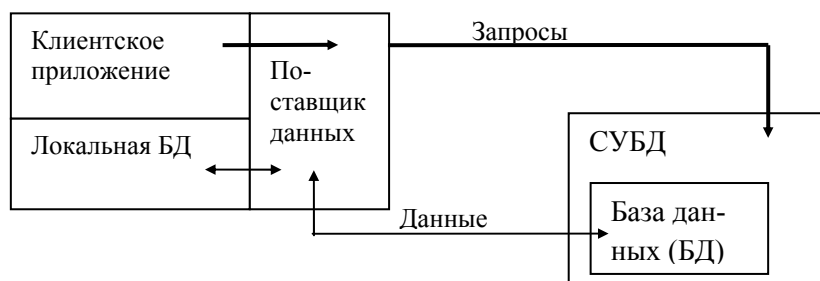 Клиентское
приложение
По-
ставщик
данных
Локальная БД
Запросы
СУБД
База дан-
ных (БД)
Данные